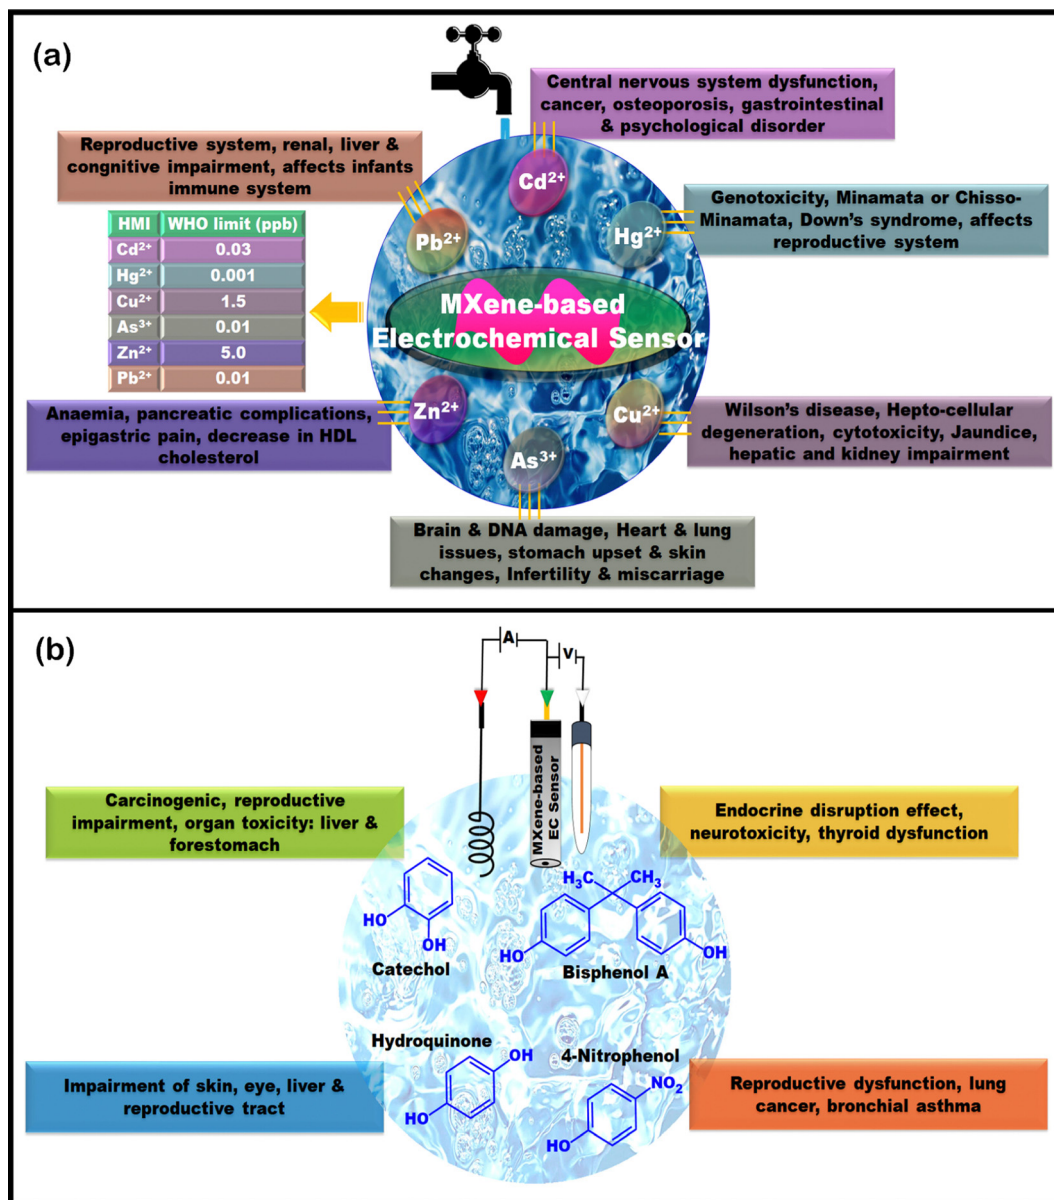 (a)
Central nervous system dysfunction,
cancer, osteoporosis, gastrointestinal
& psychological disorder
Reproductive system, renal, liver &
congnitive impairment, affects infants
immune system
Cd²⁺
Genotoxicity, Minamata or Chisso-
Minamata, Down's syndrome, affects
reproductive system
Pb²⁺
Hg²⁺
HMI WHO limit (ppb)
Cd²⁺ 0.03
Hg²⁺ 0.001
Cu²⁺ 1.5
As³⁺ 0.01
Zn²⁺ 5.0
Pb²⁺ 0.01
MXene-based
Electrochemical Sensor
Anaemia, pancreatic complications,
epigastric pain, decrease in HDL
cholesterol
Zn²⁺
Cu²⁺
Wilson's disease, Hepto-cellular
degeneration, cytotoxicity, Jaundice,
hepatic and kidney impairment
As³⁺
Brain & DNA damage, Heart & lung
issues, stomach upset & skin
changes, Infertility & miscarriage
(b)
A
V
MXene-based
EC Sensor
Carcinogenic, reproductive
impairment, organ toxicity: liver &
forestomach
Endocrine disruption effect,
neurotoxicity, thyroid dysfunction
HO
OH
Catechol
H₃C
CH₃
HO
OH
Bisphenol A
Hydroquinone
OH
HO
4-Nitrophenol
NO₂
HO
Impairment of skin, eye, liver &
reproductive tract
Reproductive dysfunction, lung
cancer, bronchial asthma